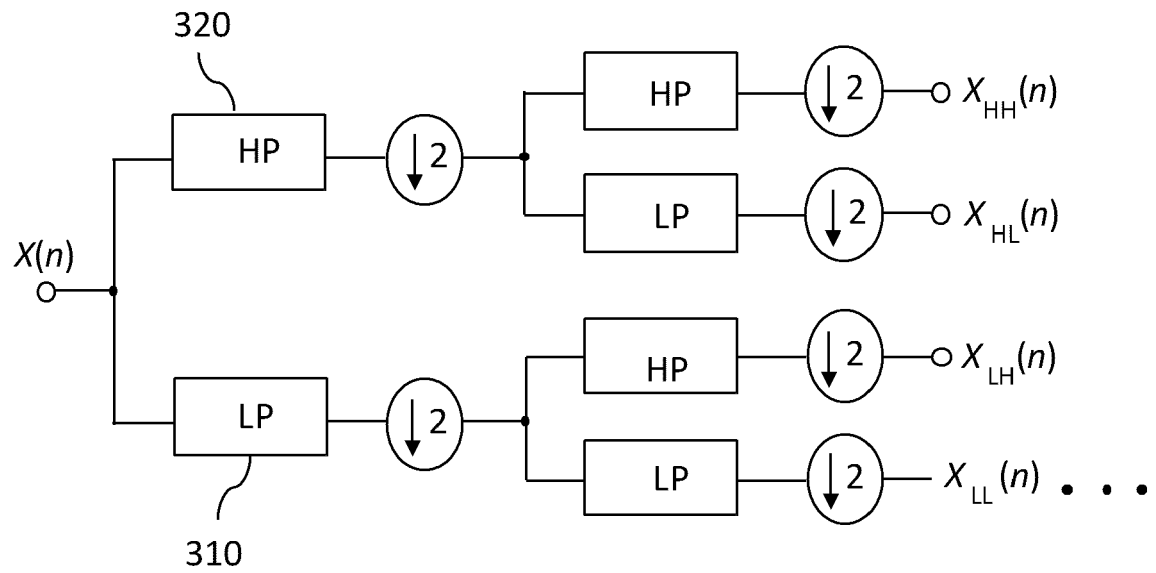 320
HP
↓2
HP
↓2
X_HH(n)
LP
↓2
X_HL(n)
X(n)
LP
↓2
HP
↓2
X_LH(n)
LP
↓2
X_LL(n) • • •
310